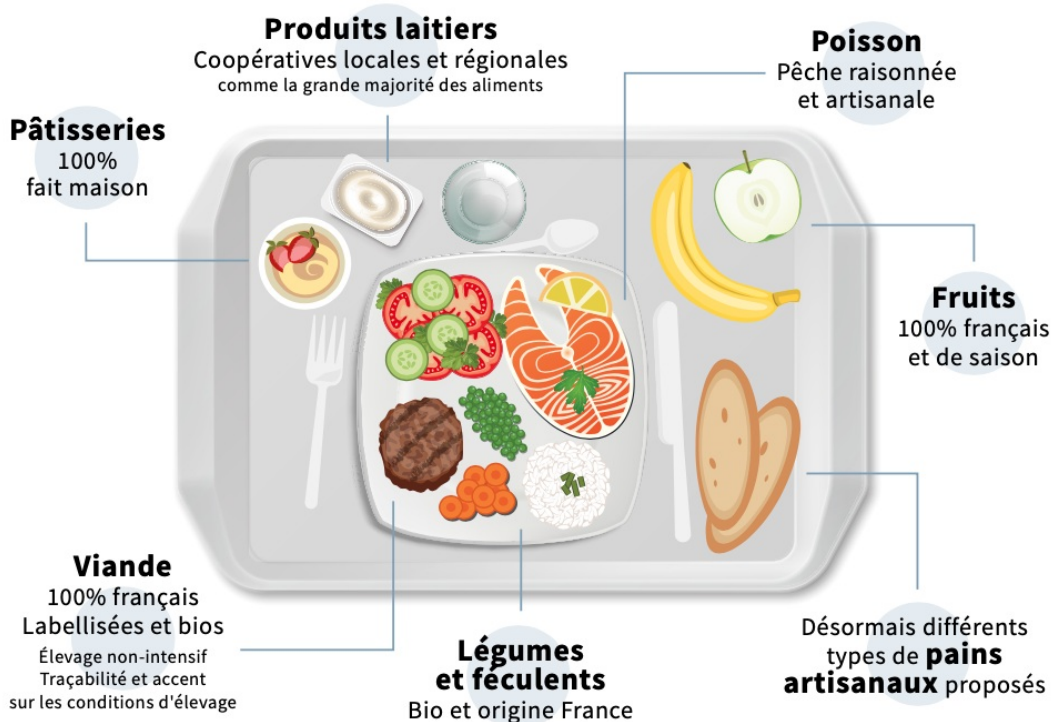 Produits laitiers
Coopératives locales et régionales
comme la grande majorité des aliments
Poisson
Pêche raisonnée
et artisanale
Pâtisseries
100%
fait maison
Fruits
100% français
et de saison
Viande
100% français
Labellisées et bios
Élevage non-intensif
Traçabilité et accent
sur les conditions d'élevage
Légumes
et féculents
Bio et origine France
Désormais différents
types de pains
artisanaux proposés